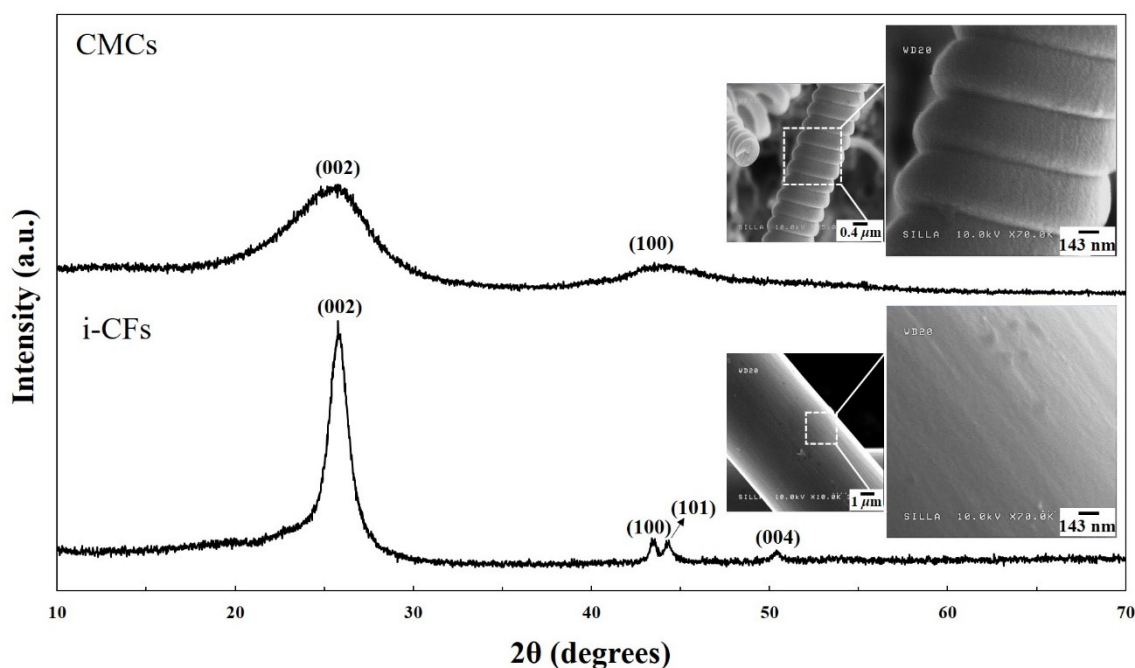 CMCs
(002)
(100)
WD20
0.4 μm
SILLA 10.0kV X70.0K
143 nm
i-CFs
(002)
(100)
(101)
(004)
WD20
SILLA 10.0kV X10.0K
1 μm
WD20
SILLA 10.0kV X70.0K
143 nm
Intensity (a.u.)
10
20
30
40
50
60
70
2θ (degrees)